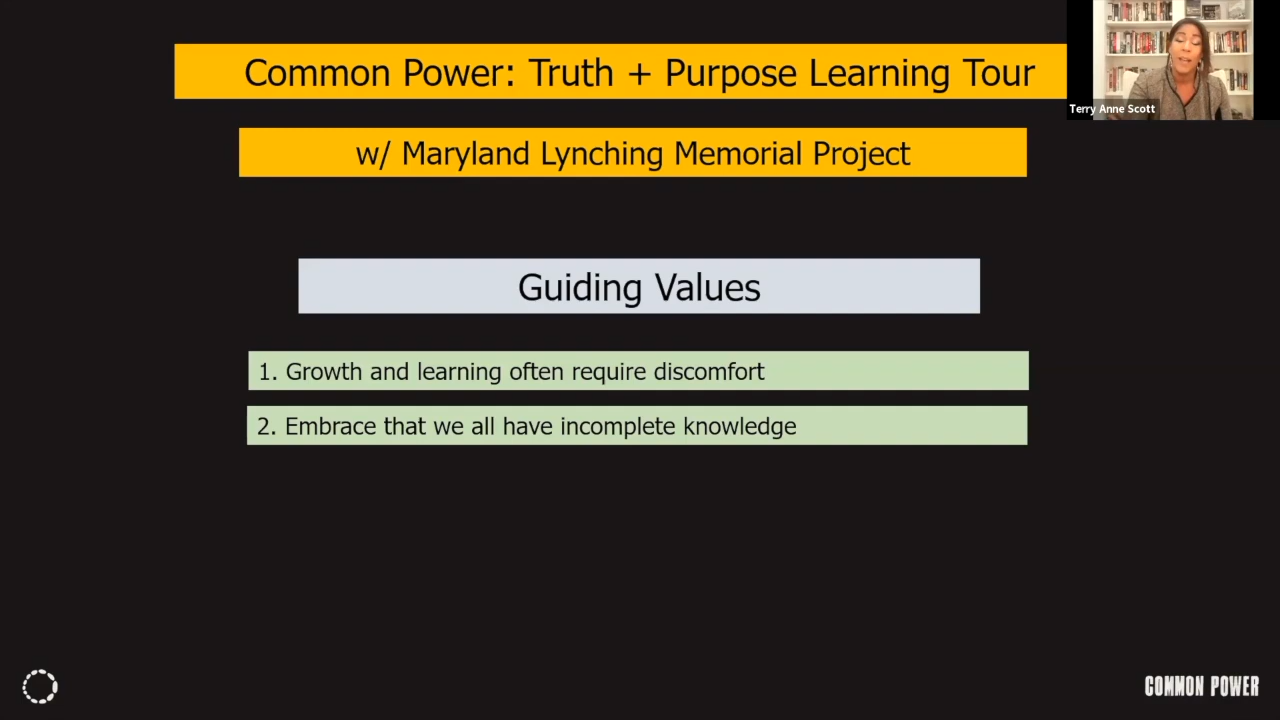 Common Power: Truth + Purpose Learning Tour
Terry Anne Scott
w/ Maryland Lynching Memorial Project
Guiding Values
1. Growth and learning often require discomfort
2. Embrace that we all have incomplete knowledge
COMMON POWER